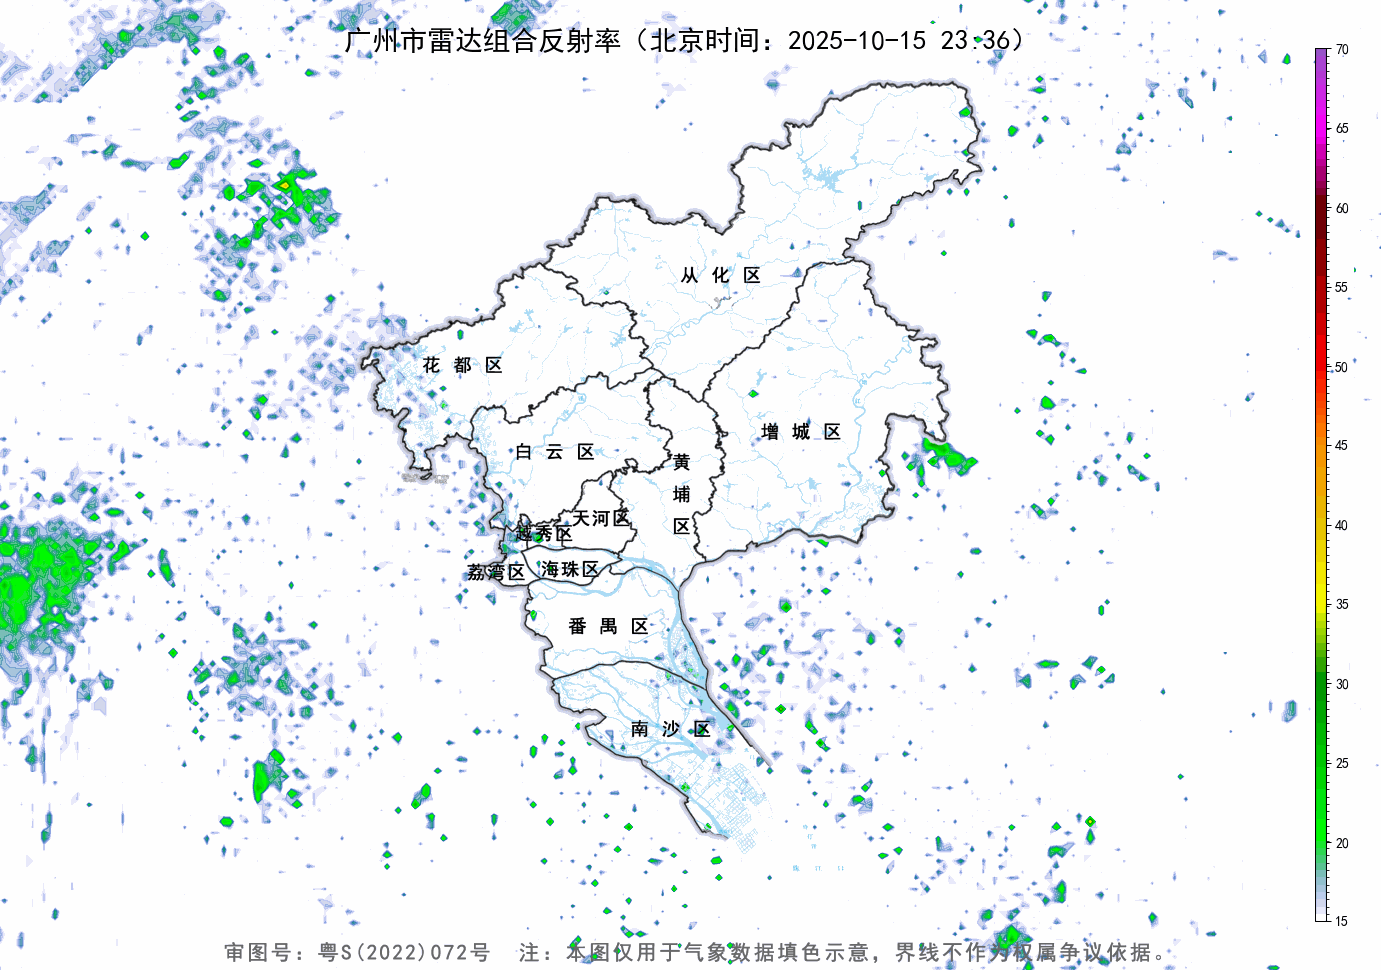 广州市雷达组合反射率（北京时间：2025-10-15 23:36）
70
65
60
55
50
45
40
35
30
25
20
15
从化区
花都区
增城区
白云区
黄埔区
天河区
越秀区
荔湾区
海珠区
番禺区
南沙区
审图号：粤S(2022)072号 注：本图仅用于气象数据填色示意，界线不作为权属争议依据。